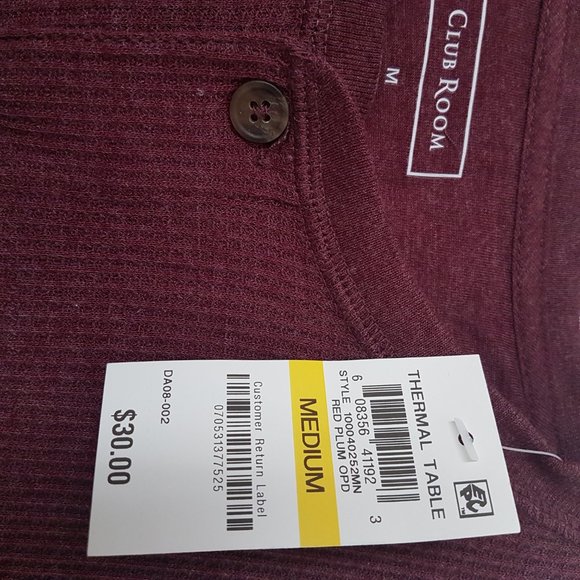 CLUB ROOM
M
THERMAL TABLE
6 08356 41192 3
STYLE 100040252MN
RED PLUM OPD
MEDIUM
Customer Return Label
070531377525
DA08-002
$30.00